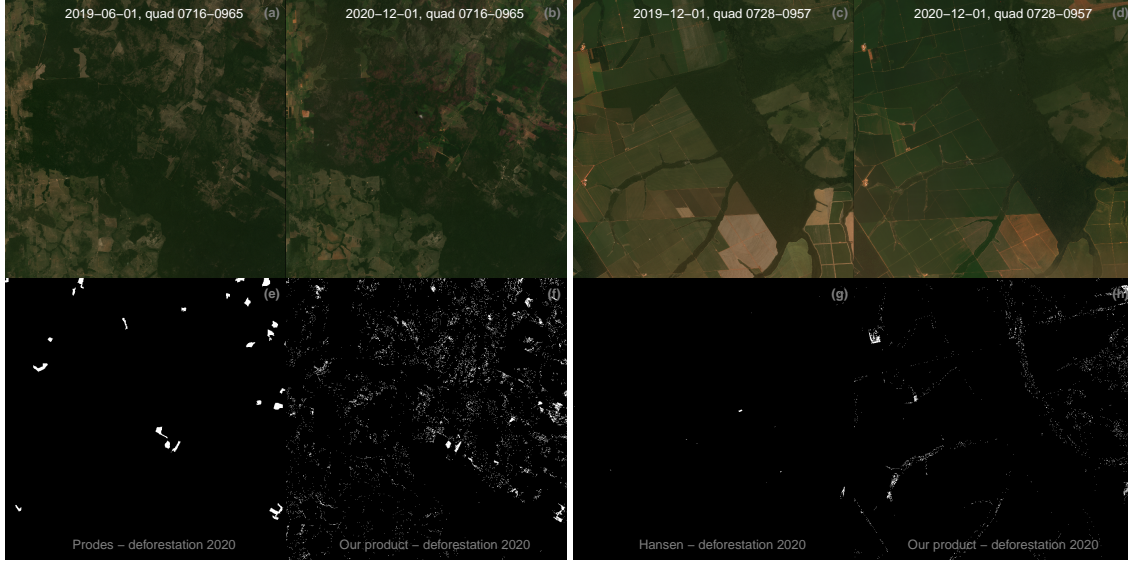 2019−06−01, quad 0716−0965 (a)
2020−12−01, quad 0716−0965 (b)
2019−12−01, quad 0728−0957 (c)
2020−12−01, quad 0728−0957 (d)
(e)
(f)
(g)
(h)
Prodes − deforestation 2020
Our product − deforestation 2020
Hansen − deforestation 2020
Our product − deforestation 2020